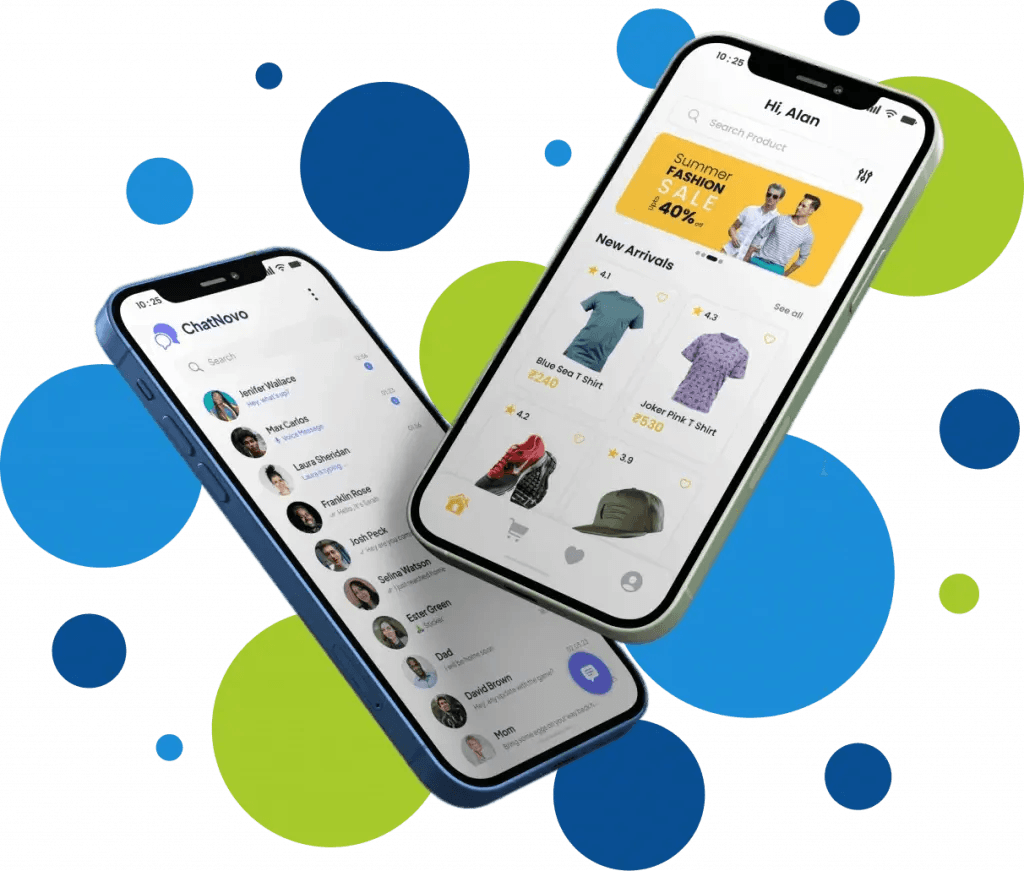 10:25
Hi, Alan
Search Product
Summer
FASHION
SALE
Upto
40% off
New Arrivals
See all
4.1
Blue Sea T Shirt
₹240
4.3
Joker Pink T Shirt
₹530
4.2
3.9
10:25
ChatNovo
Search
Jenifer Wallace
Hey, what's up?
Max Carlos
Voice Message
Laura Sheridan
Laura is typing...
Franklin Rose
Hello, It's Sarah
Josh Peck
Hey are you
Selina Watson
I just reached home
Ester Green
Sticker
Dad
I will be home soon
David Brown
Hey! any update with the game?
Mom
Bring some eggs on your way back h...